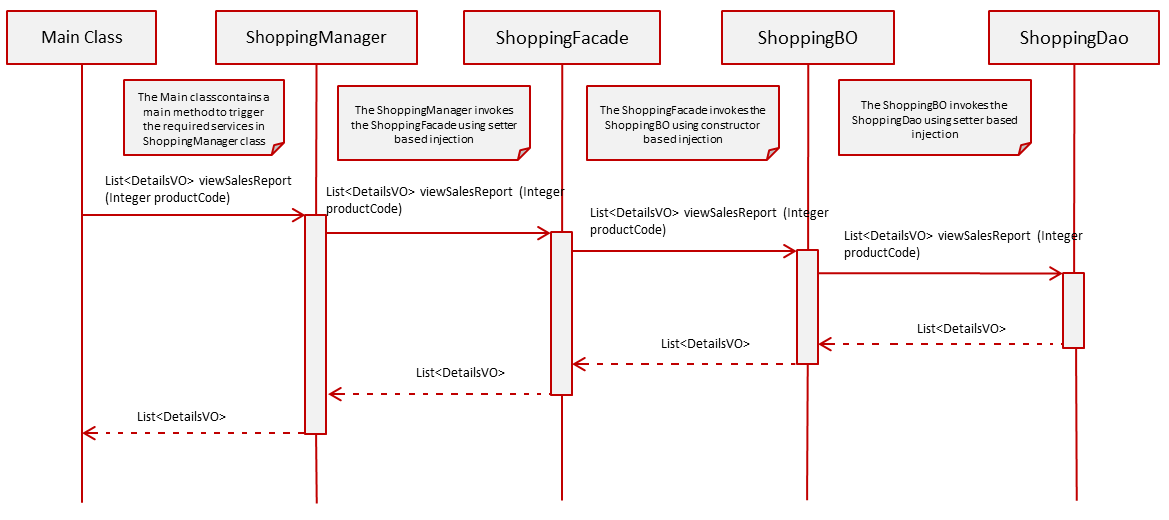 Main Class
ShoppingManager
ShoppingFacade
ShoppingBO
ShoppingDao
The Main classcontains a
main method to trigger
the required services in
ShoppingManager class
The ShoppingManager invokes
the ShoppingFacade using setter
based injection
The ShoppingFacade invokes the
ShoppingBO using constructor
based injection
The ShoppingBO invokes the
ShoppingDao using setter based
injection
List<DetailsVO> viewSalesReport
(Integer productCode)
List<DetailsVO> viewSalesReport (Integer
productCode)
List<DetailsVO> viewSalesReport (Integer
productCode)
List<DetailsVO> viewSalesReport (Integer
productCode)
List<DetailsVO>
List<DetailsVO>
List<DetailsVO>
List<DetailsVO>